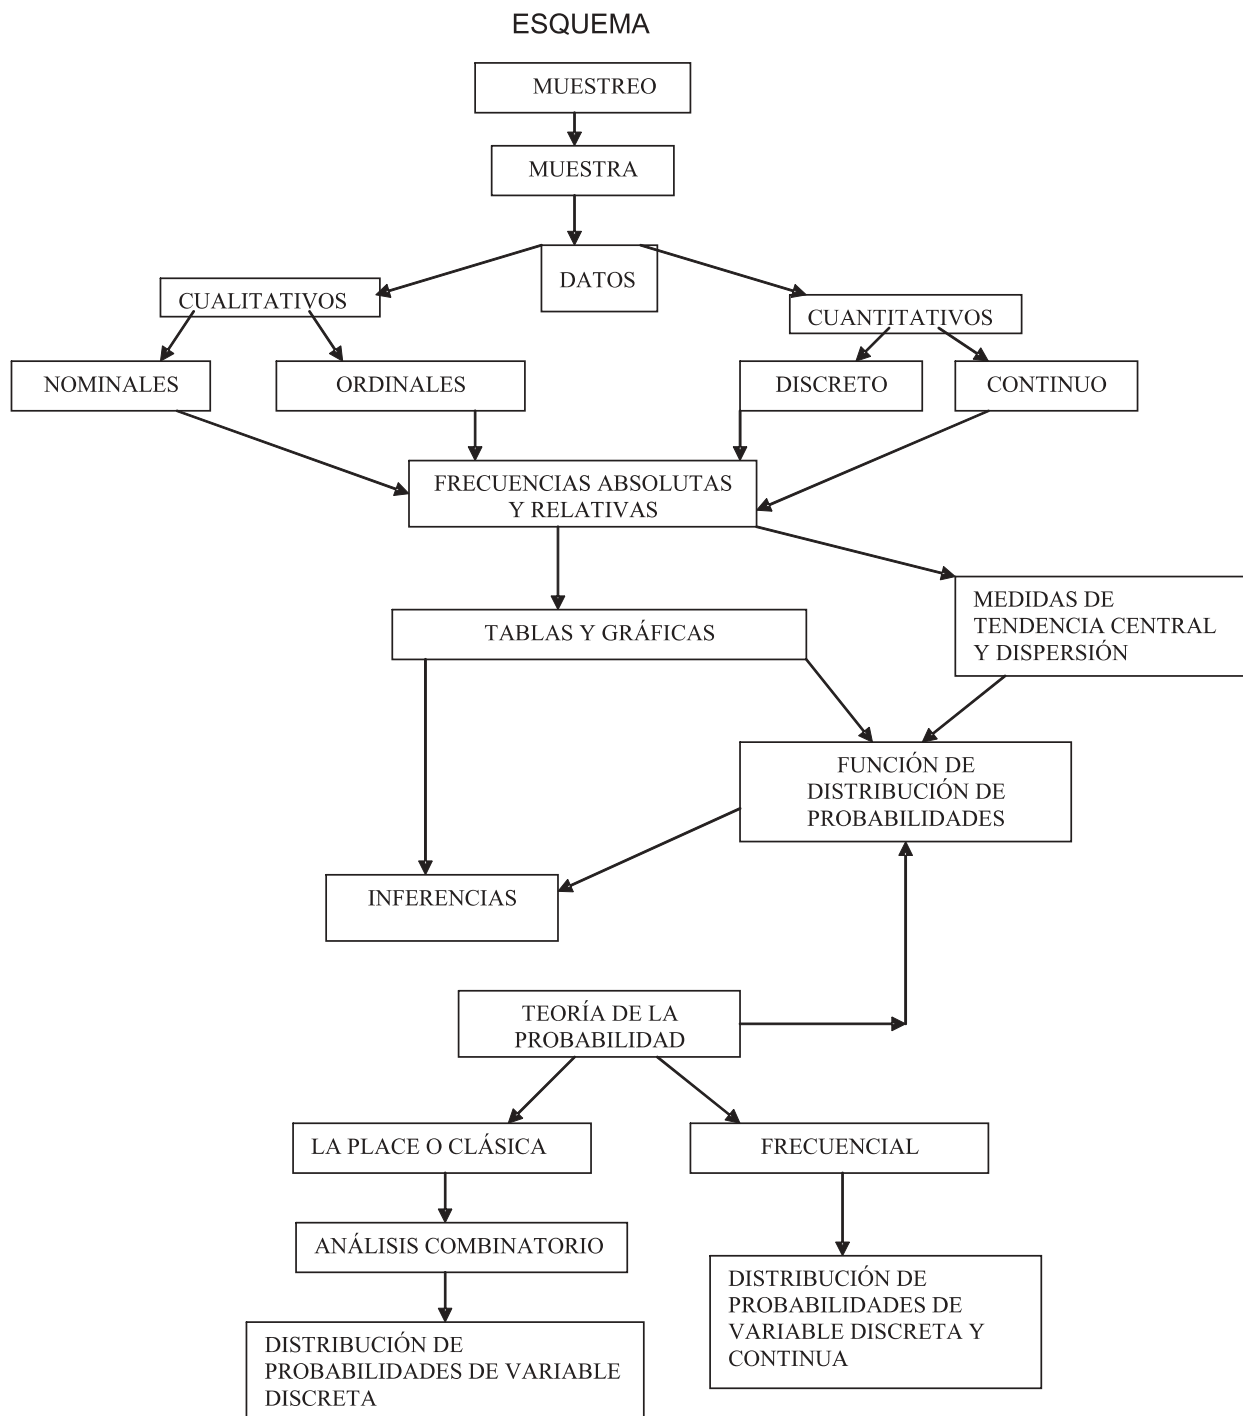 ESQUEMA
MUESTREO
MUESTRA
DATOS
CUALITATIVOS
CUANTITATIVOS
NOMINALES
ORDINALES
DISCRETO
CONTINUO
FRECUENCIAS ABSOLUTAS
Y RELATIVAS
TABLAS Y GRÁFICAS
MEDIDAS DE
TENDENCIA CENTRAL
Y DISPERSIÓN
FUNCIÓN DE
DISTRIBUCIÓN DE
PROBABILIDADES
INFERENCIAS
TEORÍA DE LA
PROBABILIDAD
LA PLACE O CLÁSICA
FRECUENCIAL
ANÁLISIS COMBINATORIO
DISTRIBUCIÓN DE
PROBABILIDADES DE
VARIABLE DISCRETA Y
CONTINUA
DISTRIBUCIÓN DE
PROBABILIDADES DE VARIABLE
DISCRETA